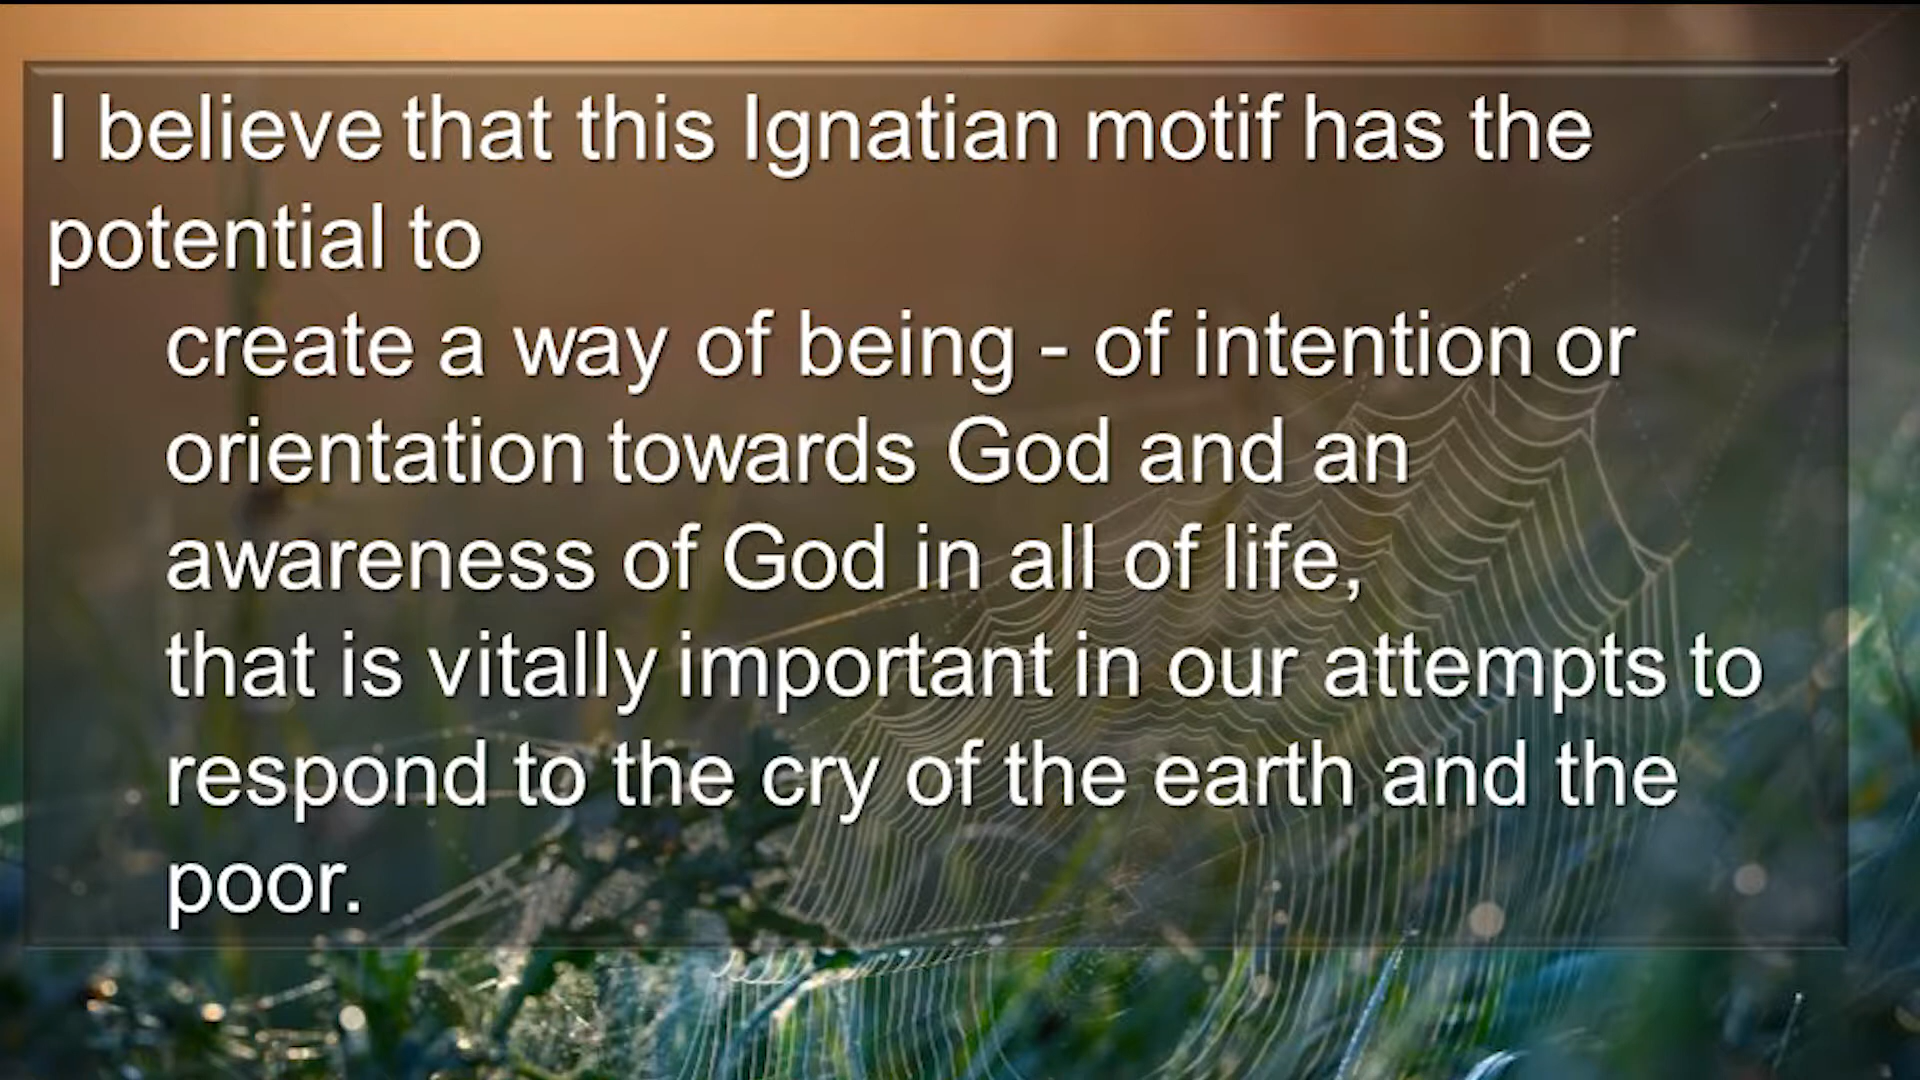 I believe that this Ignatian motif has the
potential to
create a way of being - of intention or
orientation towards God and an
awareness of God in all of life,
that is vitally important in our attempts to
respond to the cry of the earth and the
poor.